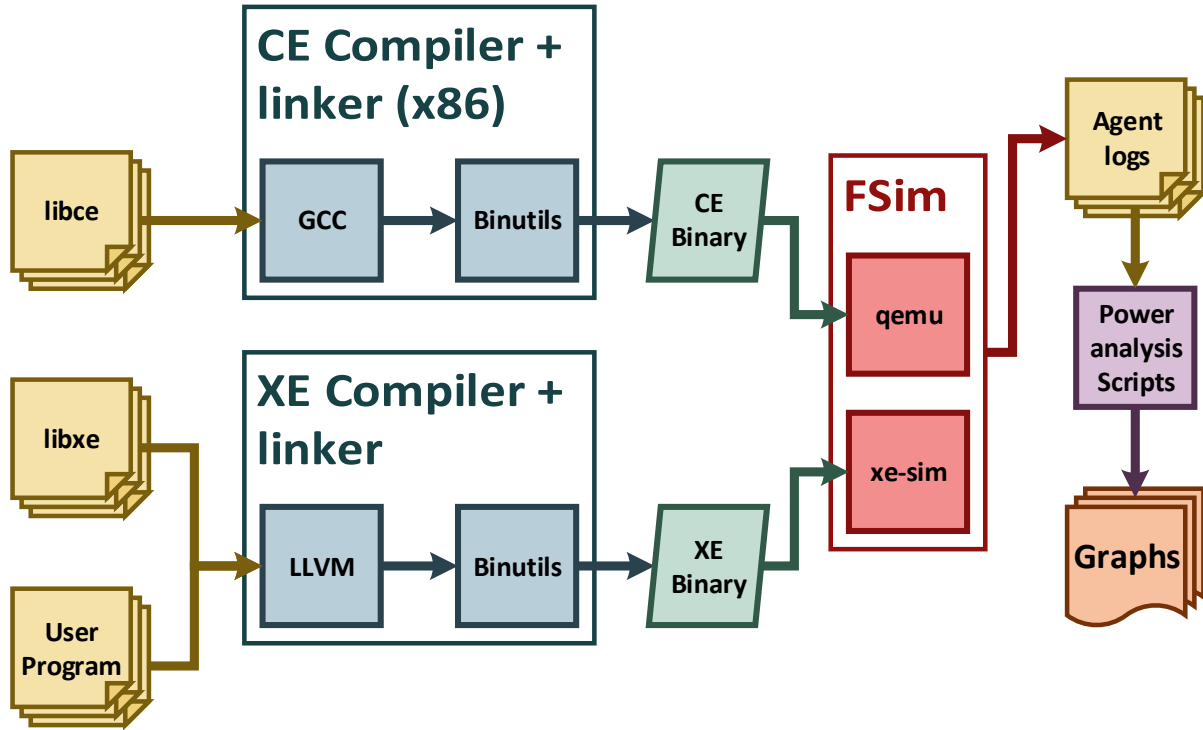 CE Compiler +
linker (x86)
libce
GCC
Binutils
CE
Binary
XE Compiler +
linker
libxe
User
Program
LLVM
Binutils
XE
Binary
FSim
qemu
xe-sim
Agent
logs
Power
analysis
Scripts
Graphs